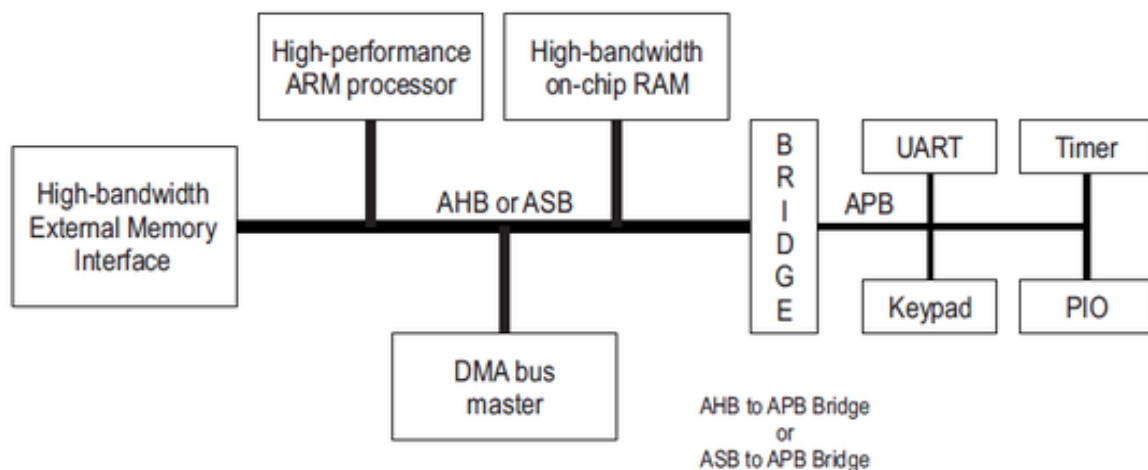 High-performance
ARM processor
High-bandwidth
on-chip RAM
High-bandwidth
External Memory
Interface
AHB or ASB
B
R
I
D
G
E
APB
UART
Timer
Keypad
PIO
DMA bus
master
AHB to APB Bridge
or
ASB to APB Bridge